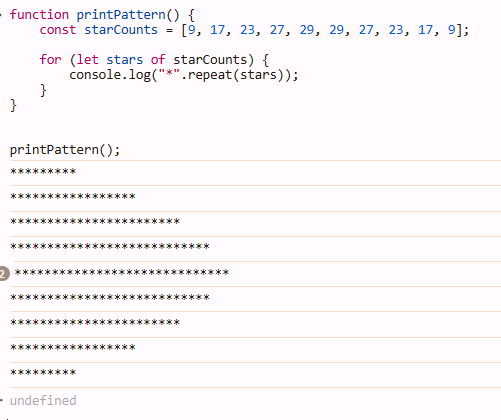 function printPattern() {
    const starCounts = [9, 17, 23, 27, 29, 29, 27, 23, 17, 9];

    for (let stars of starCounts) {
        console.log("*".repeat(stars));
    }
}

printPattern();
*********
*****************
***********************
***************************
2 *****************************
***************************
***********************
*****************
*********
undefined